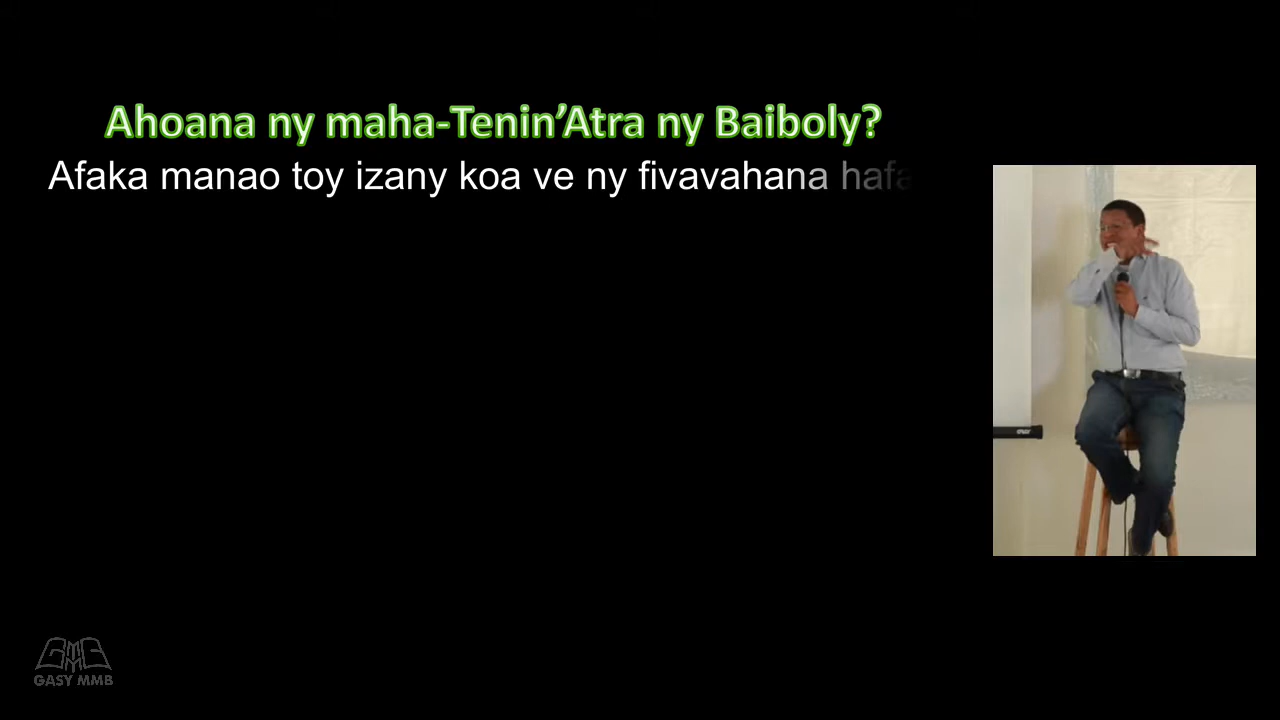 Ahoana ny maha-Tenin’Atra ny Baiboly?
Afaka manao toy izany koa ve ny fivavahana
GASY MMB